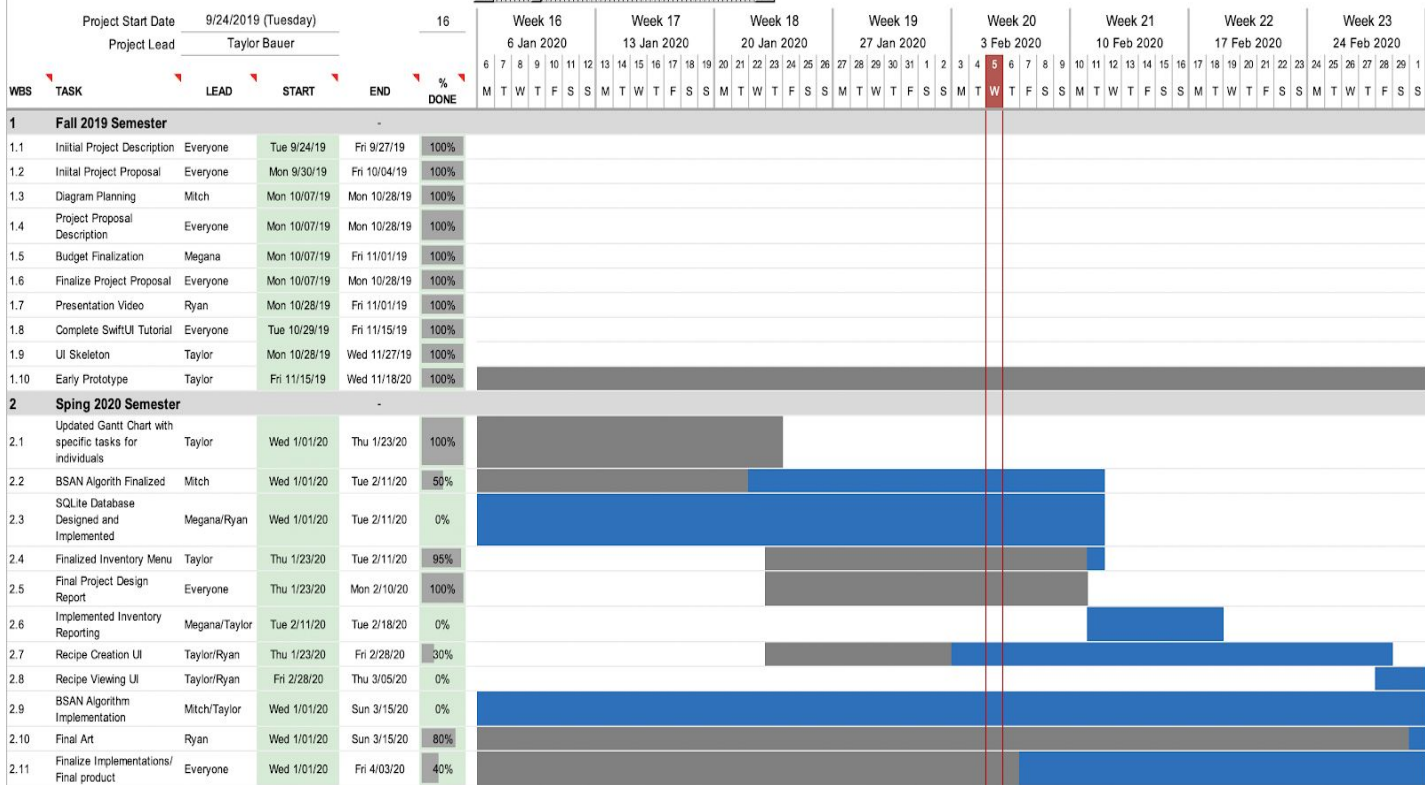 Project Start Date 9/24/2019 (Tuesday) 16 Week 16 Week 17 Week 18 Week 19 Week 20 Week 21 Week 22 Week 23
Project Lead Taylor Bauer 6 Jan 2020 13 Jan 2020 20 Jan 2020 27 Jan 2020 3 Feb 2020 10 Feb 2020 17 Feb 2020 24 Feb 2020
6 7 8 9 10 11 12 13 14 15 16 17 18 19 20 21 22 23 24 25 26 27 28 29 30 31 1 2 3 4 5 6 7 8 9 10 11 12 13 14 15 16 17 18 19 20 21 22 23 24 25 26 27 28 29 1
WBS TASK LEAD START END % DONE M T W T F S S M T W T F S S M T W T F S S M T W T F S S M T W T F S S M T W T F S S M T W T F S S M T W T F S S
1 Fall 2019 Semester -
1.1 Iniitial Project Description Everyone Tue 9/24/19 Fri 9/27/19 100%
1.2 Iniital Project Proposal Everyone Mon 9/30/19 Fri 10/04/19 100%
1.3 Diagram Planning Mitch Mon 10/07/19 Mon 10/28/19 100%
1.4 Project Proposal Description Everyone Mon 10/07/19 Mon 10/28/19 100%
1.5 Budget Finalization Megana Mon 10/07/19 Fri 11/01/19 100%
1.6 Finalize Project Proposal Everyone Mon 10/07/19 Mon 10/28/19 100%
1.7 Presentation Video Ryan Mon 10/28/19 Fri 11/01/19 100%
1.8 Complete SwiftUI Tutorial Everyone Tue 10/29/19 Fri 11/15/19 100%
1.9 UI Skeleton Taylor Mon 10/28/19 Wed 11/27/19 100%
1.10 Early Prototype Taylor Fri 11/15/19 Wed 11/18/20 100%
2 Sping 2020 Semester -
2.1 Updated Gantt Chart with specific tasks for individuals Taylor Wed 1/01/20 Thu 1/23/20 100%
2.2 BSAN Algorith Finalized Mitch Wed 1/01/20 Tue 2/11/20 50%
2.3 SQLite Database Designed and Implemented Megana/Ryan Wed 1/01/20 Tue 2/11/20 0%
2.4 Finalized Inventory Menu Taylor Thu 1/23/20 Tue 2/11/20 95%
2.5 Final Project Design Report Everyone Thu 1/23/20 Mon 2/10/20 100%
2.6 Implemented Inventory Reporting Megana/Taylor Tue 2/11/20 Tue 2/18/20 0%
2.7 Recipe Creation UI Taylor/Ryan Thu 1/23/20 Fri 2/28/20 30%
2.8 Recipe Viewing UI Taylor/Ryan Fri 2/28/20 Thu 3/05/20 0%
2.9 BSAN Algorithm Implementation Mitch/Taylor Wed 1/01/20 Sun 3/15/20 0%
2.10 Final Art Ryan Wed 1/01/20 Sun 3/15/20 80%
2.11 Finalize Implementations/ Final product Everyone Wed 1/01/20 Fri 4/03/20 40%